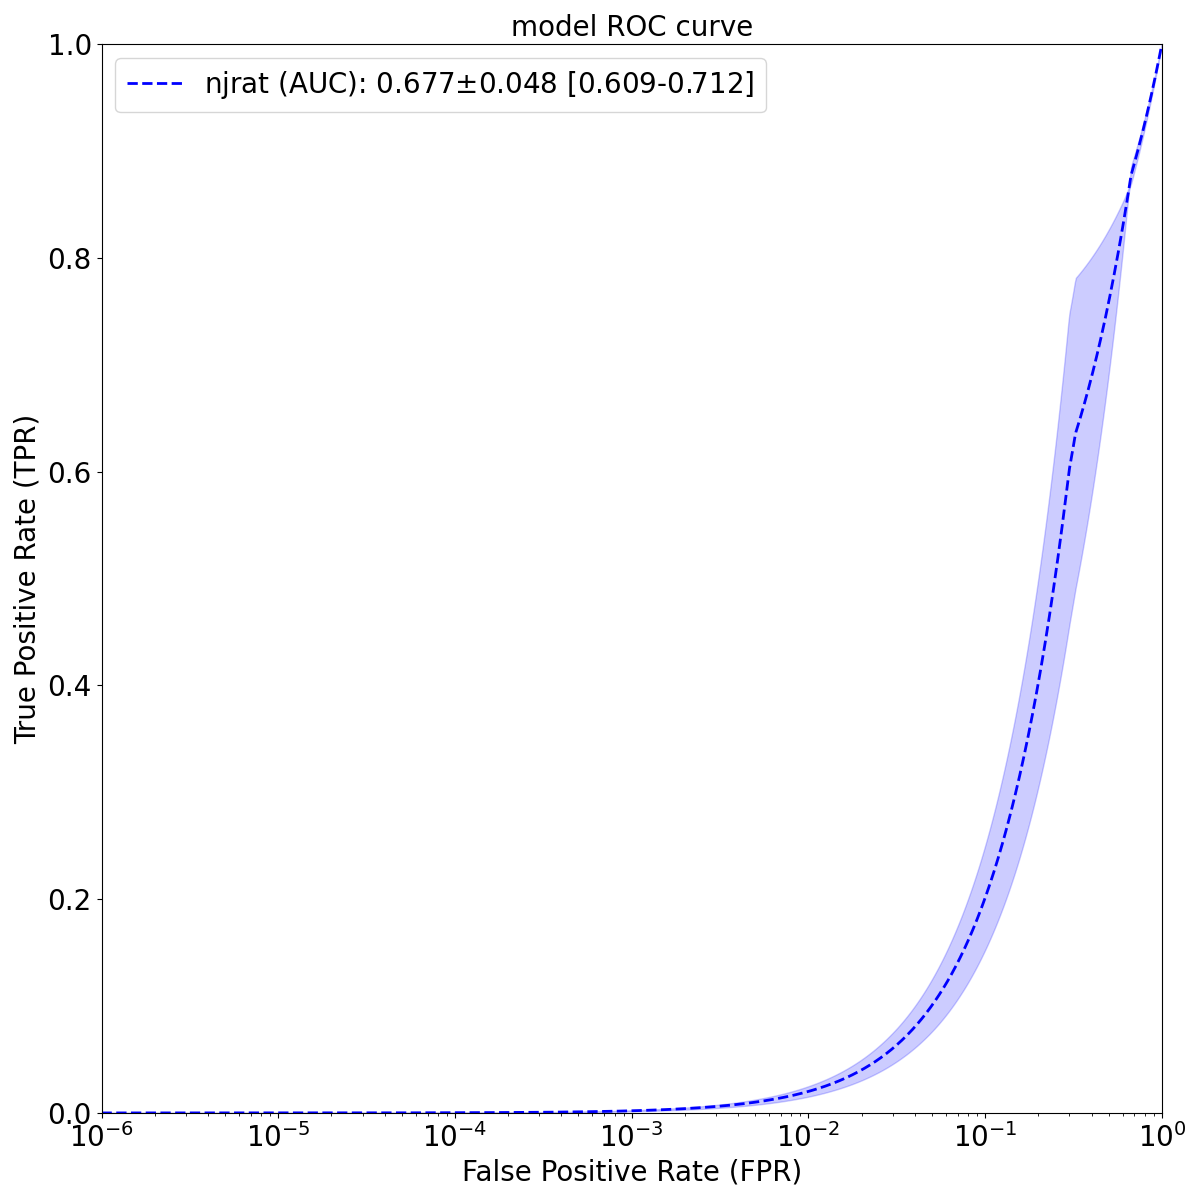 model ROC curve
njrat (AUC): 0.677±0.048 [0.609-0.712]
True Positive Rate (TPR)
1.0
0.8
0.6
0.4
0.2
0.0
10⁻⁶ 10⁻⁵ 10⁻⁴ 10⁻³ 10⁻² 10⁻¹ 10⁰
False Positive Rate (FPR)